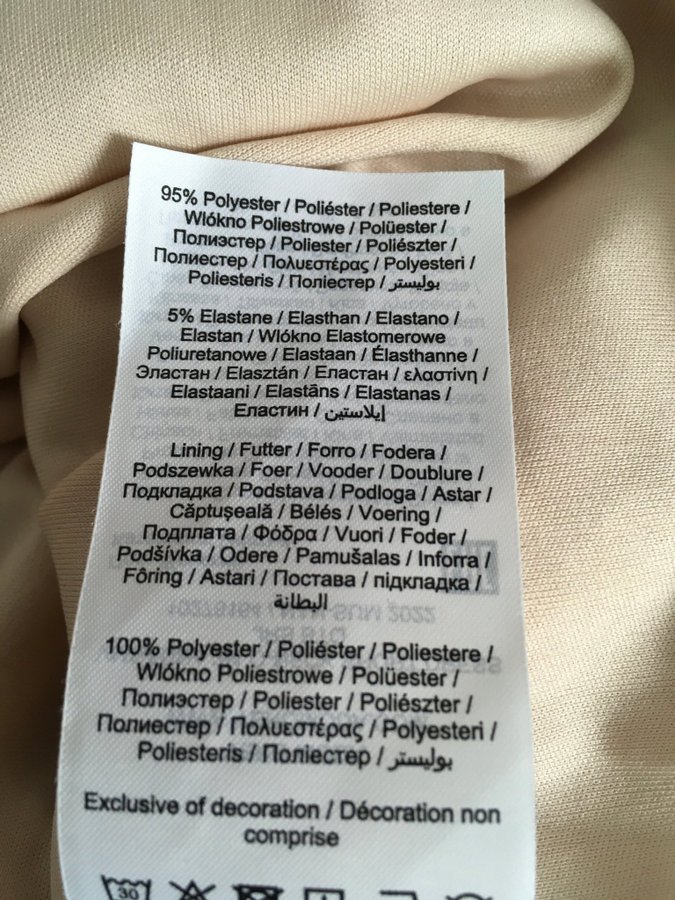 95% Polyester / Poliéster / Poliestere /
Wlókno Poliestrowe / Polüester /
Полиэстер / Poliester / Poliészter /
Полиестер / Πολυεστέρας / Polyesteri /
Poliesteris / Поліестер / بوليستر
5% Elastane / Elasthan / Elastano /
Elastan / Wlókno Elastomerowe
Poliuretanowe / Elastaan / Élasthanne /
Эластан / Elasztán / Еластан / ελαστίνη /
Elastaani / Elastāns / Elastanas /
Еластин / إيلاستين
Lining / Futter / Forro / Fodera /
Podszewka / Foer / Vooder / Doublure /
Подкладка / Podstava / Podloga / Astar /
Căptușeală / Bélés / Voering /
Подплата / Φόδρα / Vuori / Foder /
Podšívka / Odere / Pamušalas / Inforra /
Fôring / Astari / Постава / підкладка /
البطانة
100% Polyester / Poliéster / Poliestere /
Wlókno Poliestrowe / Polüester /
Полиэстер / Poliester / Poliészter /
Полиестер / Πολυεστέρας / Polyesteri /
Poliesteris / Поліестер / بوليستر
Exclusive of decoration / Décoration non
comprise
30